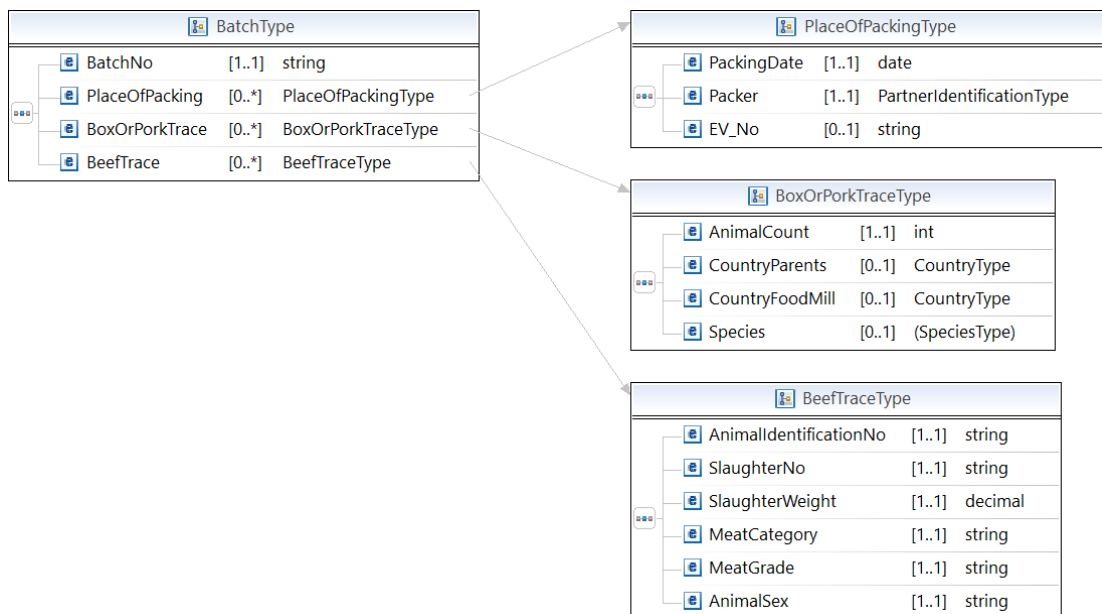 BatchType
BatchNo [1..1] string
PlaceOfPacking [0..*] PlaceOfPackingType
BoxOrPorkTrace [0..*] BoxOrPorkTraceType
BeefTrace [0..*] BeefTraceType
PlaceOfPackingType
PackingDate [1..1] date
Packer [1..1] PartnerIdentificationType
EV_No [0..1] string
BoxOrPorkTraceType
AnimalCount [1..1] int
CountryParents [0..1] CountryType
CountryFoodMill [0..1] CountryType
Species [0..1] (SpeciesType)
BeefTraceType
AnimalIdentificationNo [1..1] string
SlaughterNo [1..1] string
SlaughterWeight [1..1] decimal
MeatCategory [1..1] string
MeatGrade [1..1] string
AnimalSex [1..1] string